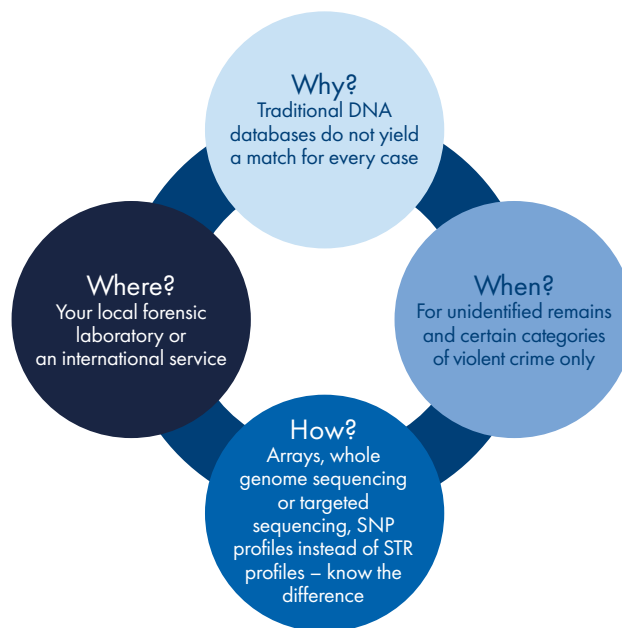 Why?
Traditional DNA
databases do not yield
a match for every case
Where?
Your local forensic
laboratory or
an international service
When?
For unidentified remains
and certain categories
of violent crime only
How?
Arrays, whole
genome sequencing
or targeted
sequencing, SNP
profiles instead of STR
profiles – know the
difference